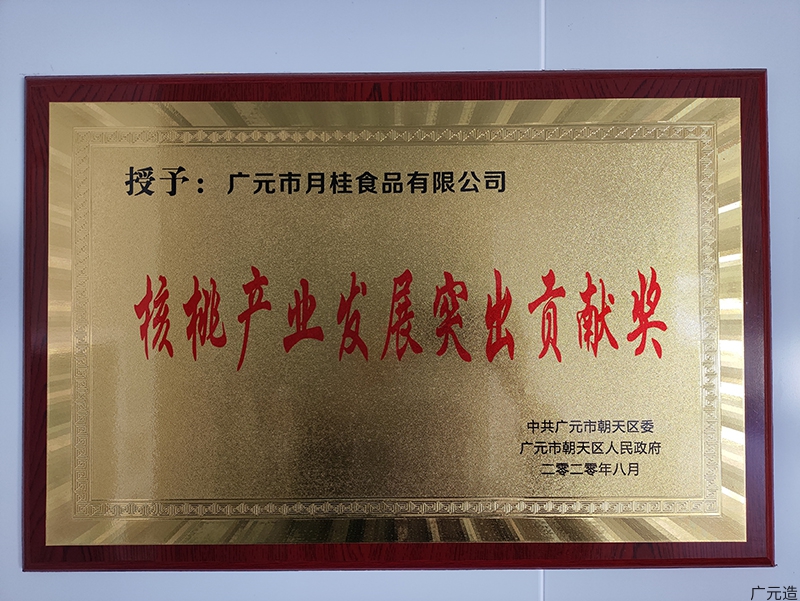 授予：广元市月桂食品有限公司
核桃产业发展突出贡献奖
中共广元市朝天区委
广元市朝天区人民政府
二零二零年八月
广元造